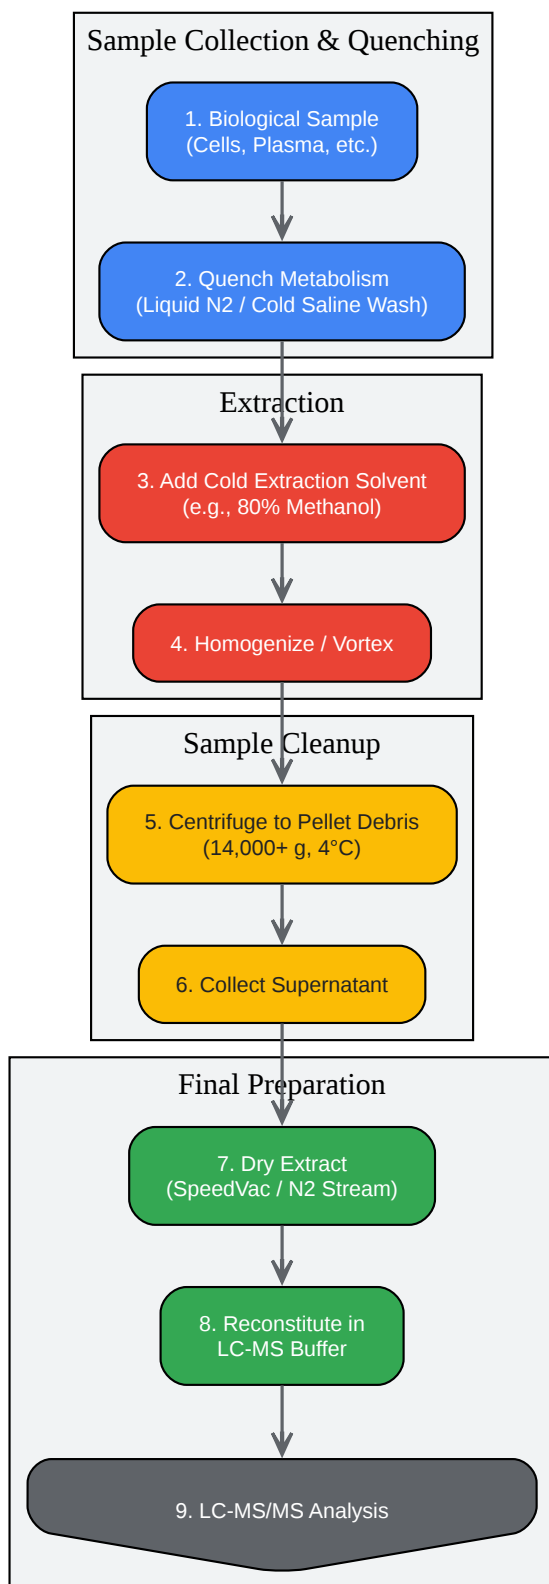 Sample Collection & Quenching
1. Biological Sample
(Cells, Plasma, etc.)
2. Quench Metabolism
(Liquid N2 / Cold Saline Wash)
Extraction
3. Add Cold Extraction Solvent
(e.g., 80% Methanol)
4. Homogenize / Vortex
Sample Cleanup
5. Centrifuge to Pellet Debris
(14,000+ g, 4°C)
6. Collect Supernatant
Final Preparation
7. Dry Extract
(SpeedVac / N2 Stream)
8. Reconstitute in
LC-MS Buffer
9. LC-MS/MS Analysis